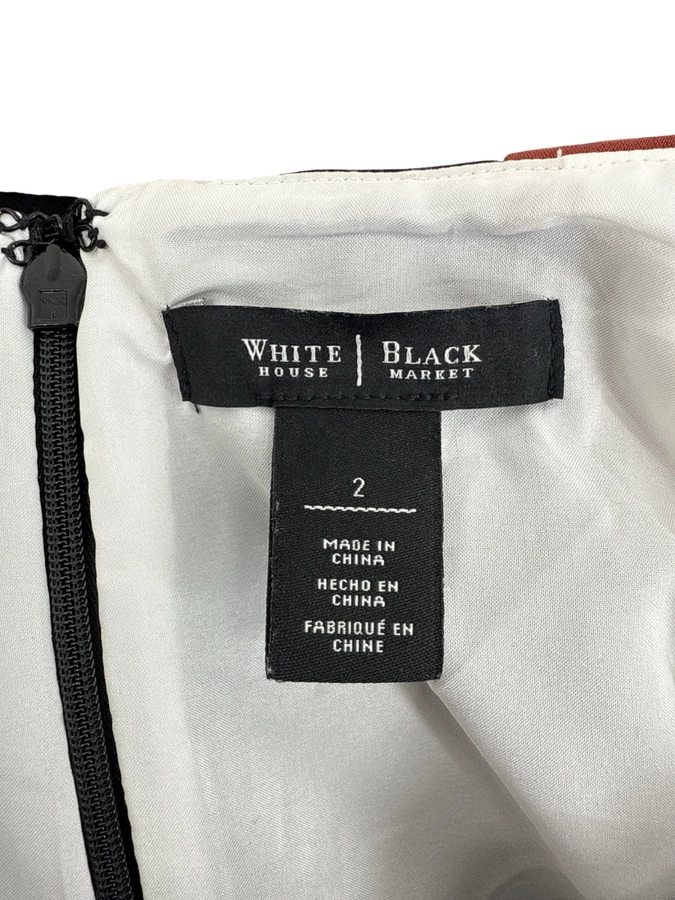 WHITE | BLACK
HOUSE MARKET
2
MADE IN
CHINA
HECHO EN
CHINA
FABRIQUÉ EN
CHINE